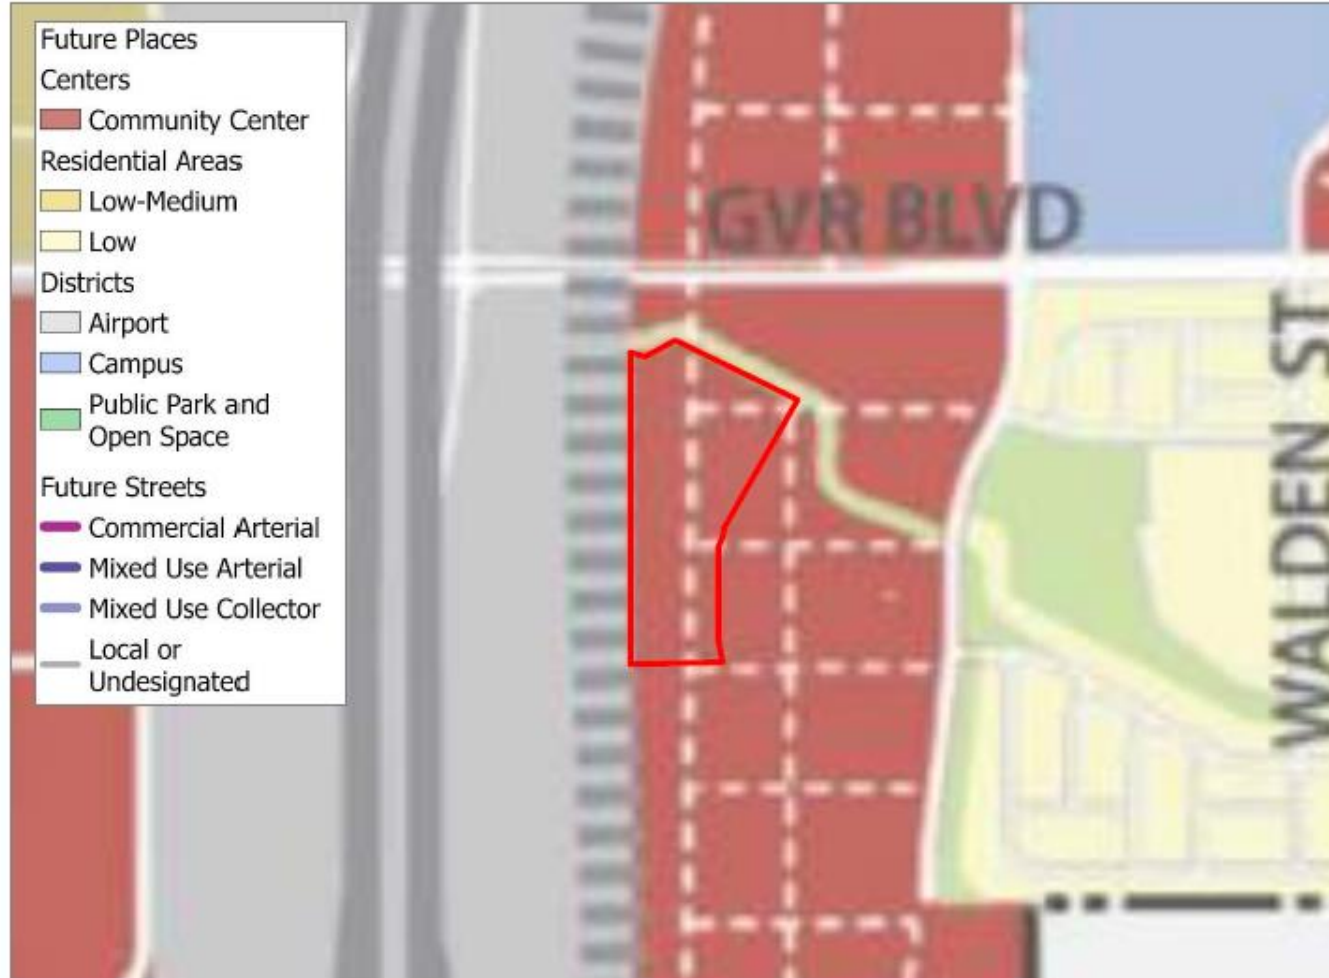 Future Places
Centers
Community Center
Residential Areas
Low-Medium
Low
Districts
Airport
Campus
Public Park and
Open Space
Future Streets
Commercial Arterial
Mixed Use Arterial
Mixed Use Collector
Local or
Undesignated
GVR BLVD
WALDEN ST